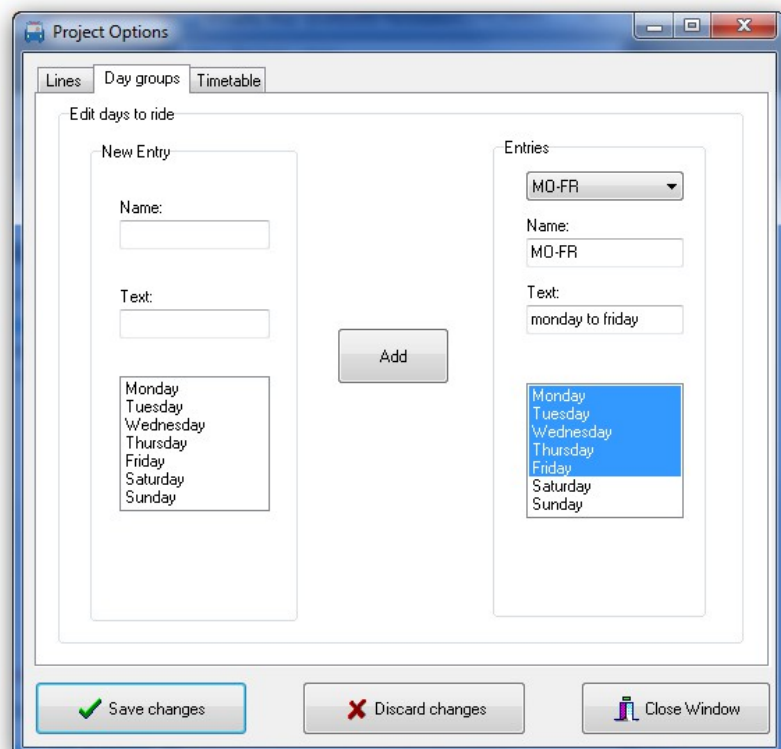 Project Options
Lines
Day groups
Timetable
Edit days to ride
New Entry
Name:
Text:
Monday
Tuesday
Wednesday
Thursday
Friday
Saturday
Sunday
Add
Entries
MO-FR
Name:
MO-FR
Text:
monday to friday
Monday
Tuesday
Wednesday
Thursday
Friday
Saturday
Sunday
Save changes
Discard changes
Close Window